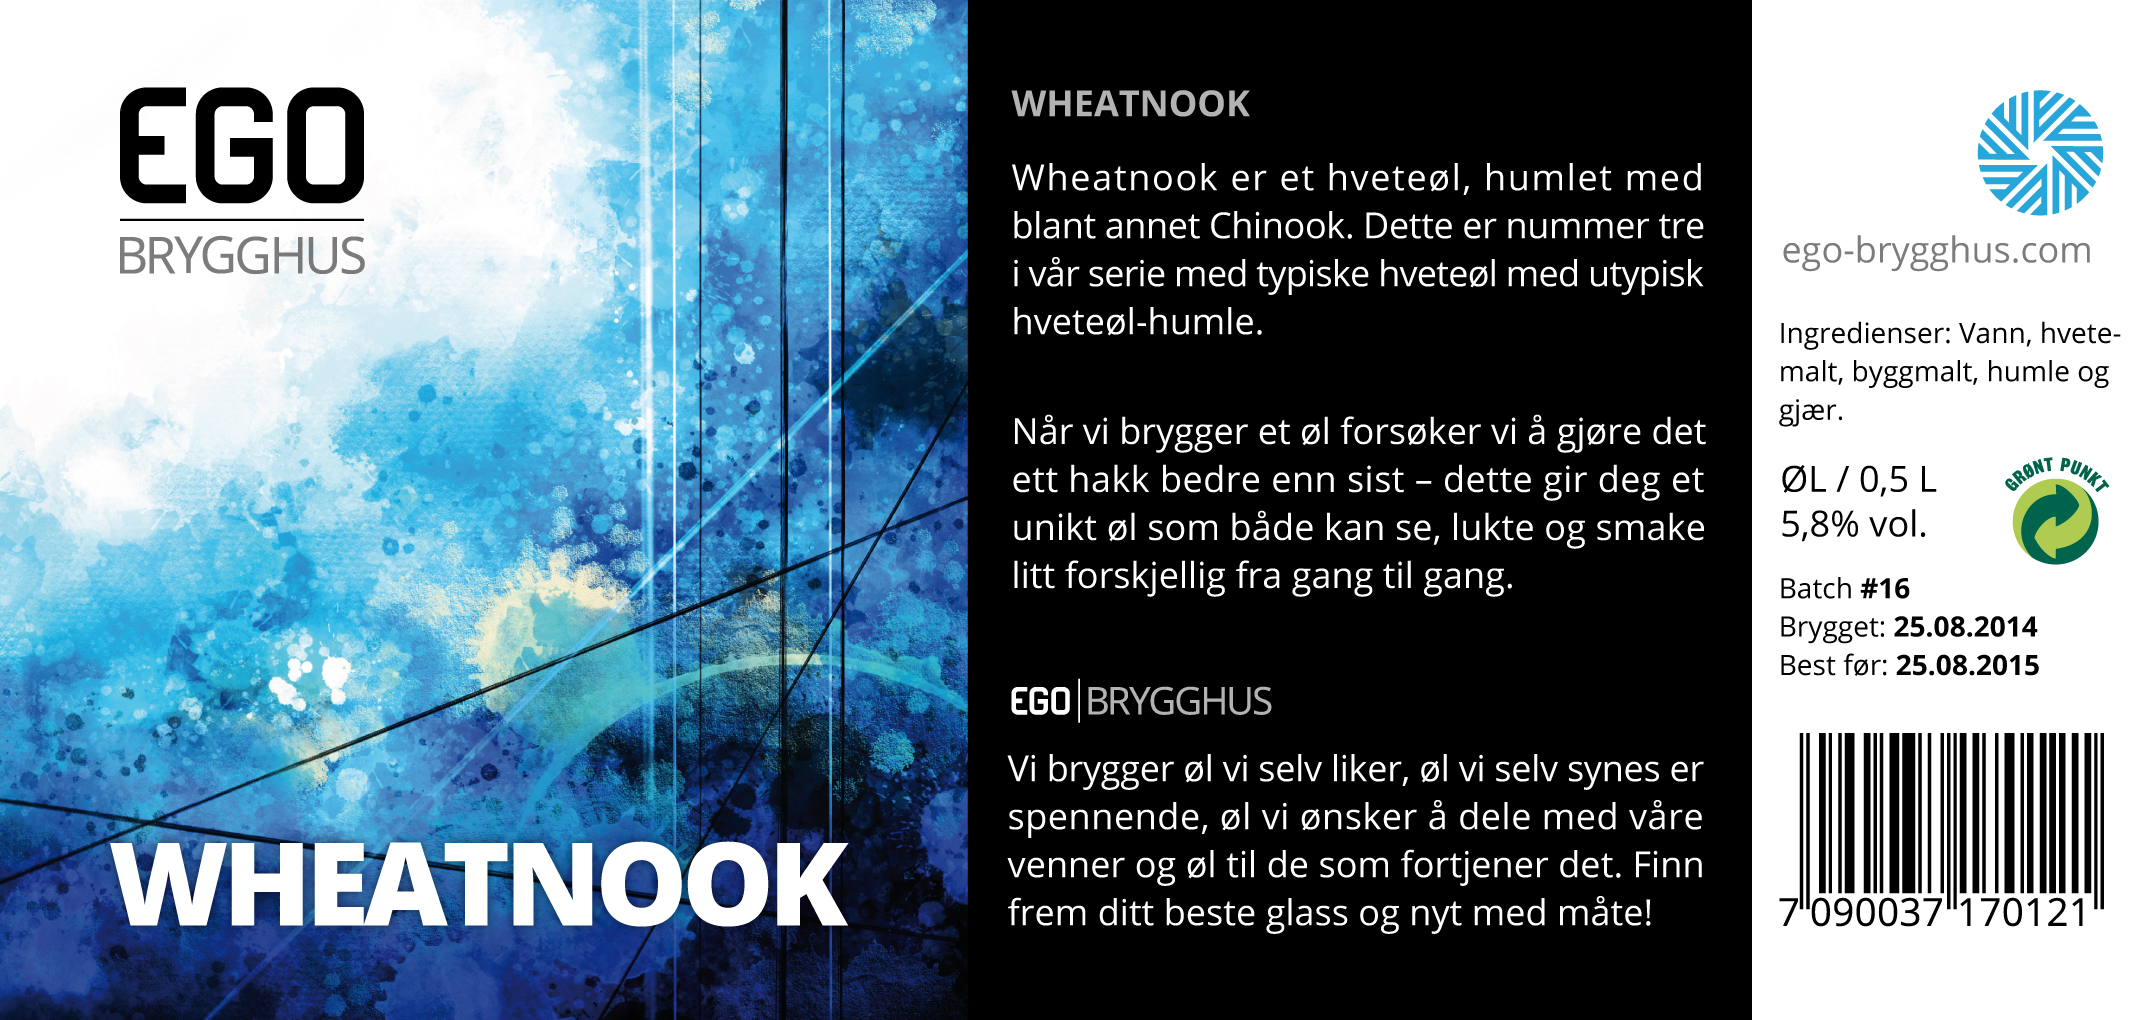 EGO
BRYGGHUS
WHEATNOOK
WHEATNOOK
Wheatnook er et hveteøl, humlet med
blant annet Chinook. Dette er nummer tre
i vår serie med typiske hveteøl med utypisk
hveteøl-humle.
Når vi brygger et øl forsøker vi å gjøre det
ett hakk bedre enn sist – dette gir deg et
unikt øl som både kan se, lukte og smake
litt forskjellig fra gang til gang.
EGO|BRYGGHUS
Vi brygger øl vi selv liker, øl vi selv synes er
spennende, øl vi ønsker å dele med våre
venner og øl til de som fortjener det. Finn
frem ditt beste glass og nyt med måte!
ego-brygghus.com
Ingredienser: Vann, hvete-
malt, byggmalt, humle og
gjær.
ØL / 0,5 L
5,8% vol.
GRØNT PUNKT
Batch #16
Brygget: 25.08.2014
Best før: 25.08.2015
7 090037 170121